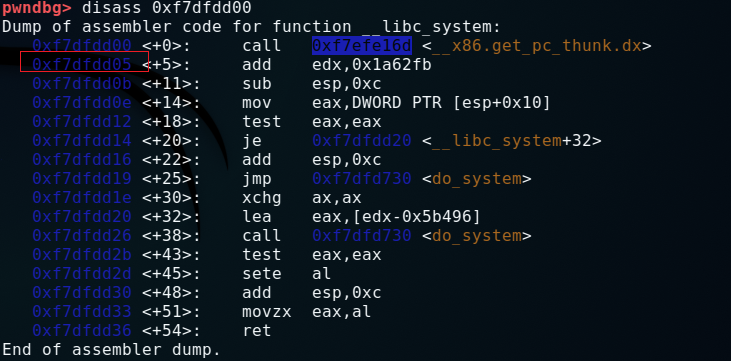 pwndbg> disass 0xf7dfdd00
Dump of assembler code for function __libc_system:
0xf7dfdd00 <+0>: call 0xf7efe16d <__x86.get_pc_thunk.dx>
0xf7dfdd05 <+5>: add edx,0x1a62fb
0xf7dfdd0b <+11>: sub esp,0xc
0xf7dfdd0e <+14>: mov eax,DWORD PTR [esp+0x10]
0xf7dfdd12 <+18>: test eax,eax
0xf7dfdd14 <+20>: je 0xf7dfdd20 <__libc_system+32>
0xf7dfdd16 <+22>: add esp,0xc
0xf7dfdd19 <+25>: jmp 0xf7dfd730 <do_system>
0xf7dfdd1e <+30>: xchg ax,ax
0xf7dfdd20 <+32>: lea eax,[edx-0x5b496]
0xf7dfdd26 <+38>: call 0xf7dfd730 <do_system>
0xf7dfdd2b <+43>: test eax,eax
0xf7dfdd2d <+45>: sete al
0xf7dfdd30 <+48>: add esp,0xc
0xf7dfdd33 <+51>: movzx eax,al
0xf7dfdd36 <+54>: ret
End of assembler dump.